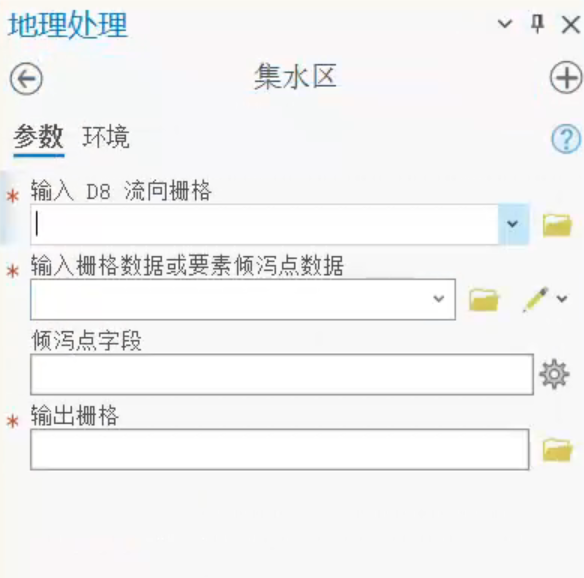 地理处理
集水区
参数 环境
* 输入 D8 流向栅格
* 输入栅格数据或要素倾泻点数据
倾泻点字段
* 输出栅格